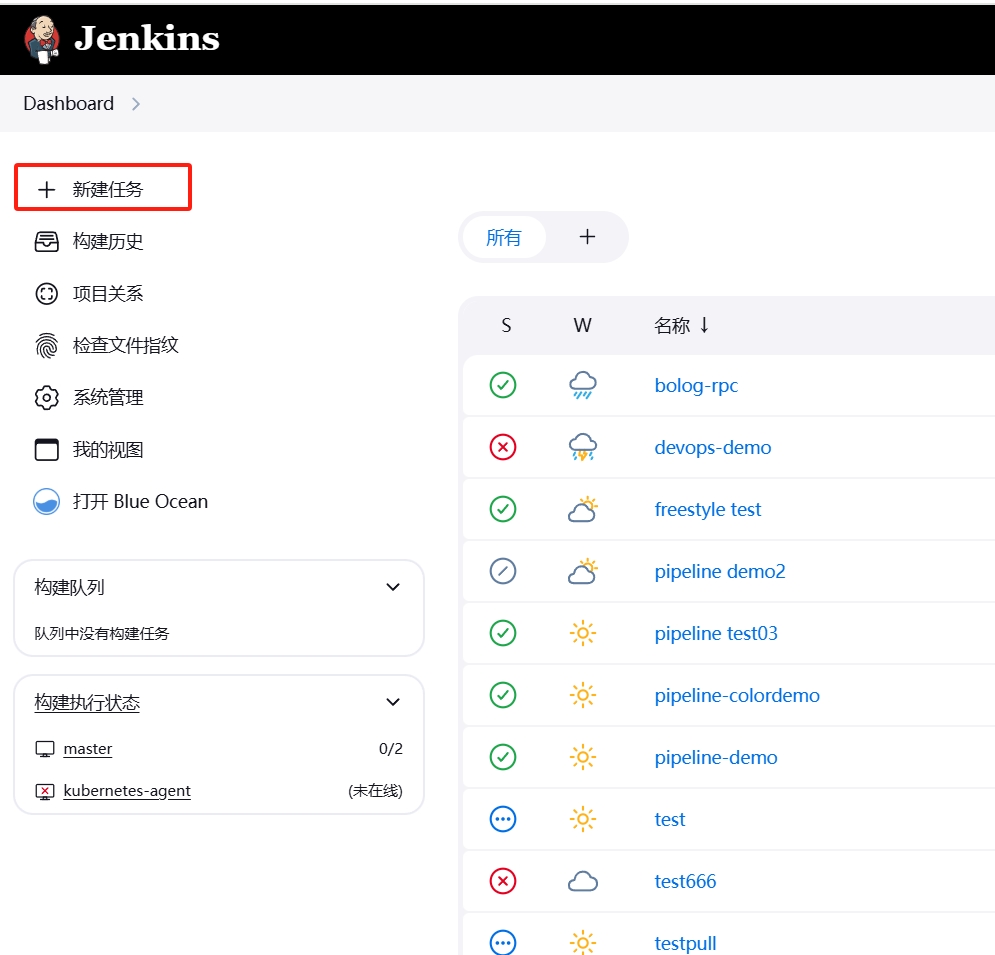 Jenkins
Dashboard
新建任务
构建历史
项目关系
检查文件指纹
系统管理
我的视图
打开 Blue Ocean
构建队列
队列中没有构建任务
构建执行状态
master 0/2
kubernetes-agent (未在线)
所有 +
S W 名称 ↓
bolog-rpc
devops-demo
freestyle test
pipeline demo2
pipeline test03
pipeline-colordemo
pipeline-demo
test
test666
testpull